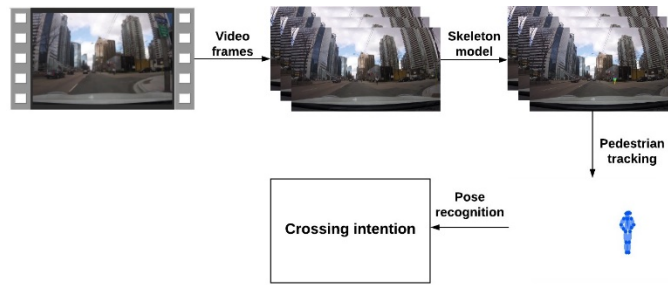 Video
frames
Skeleton
model
Pedestrian
tracking
Pose
recognition
Crossing intention